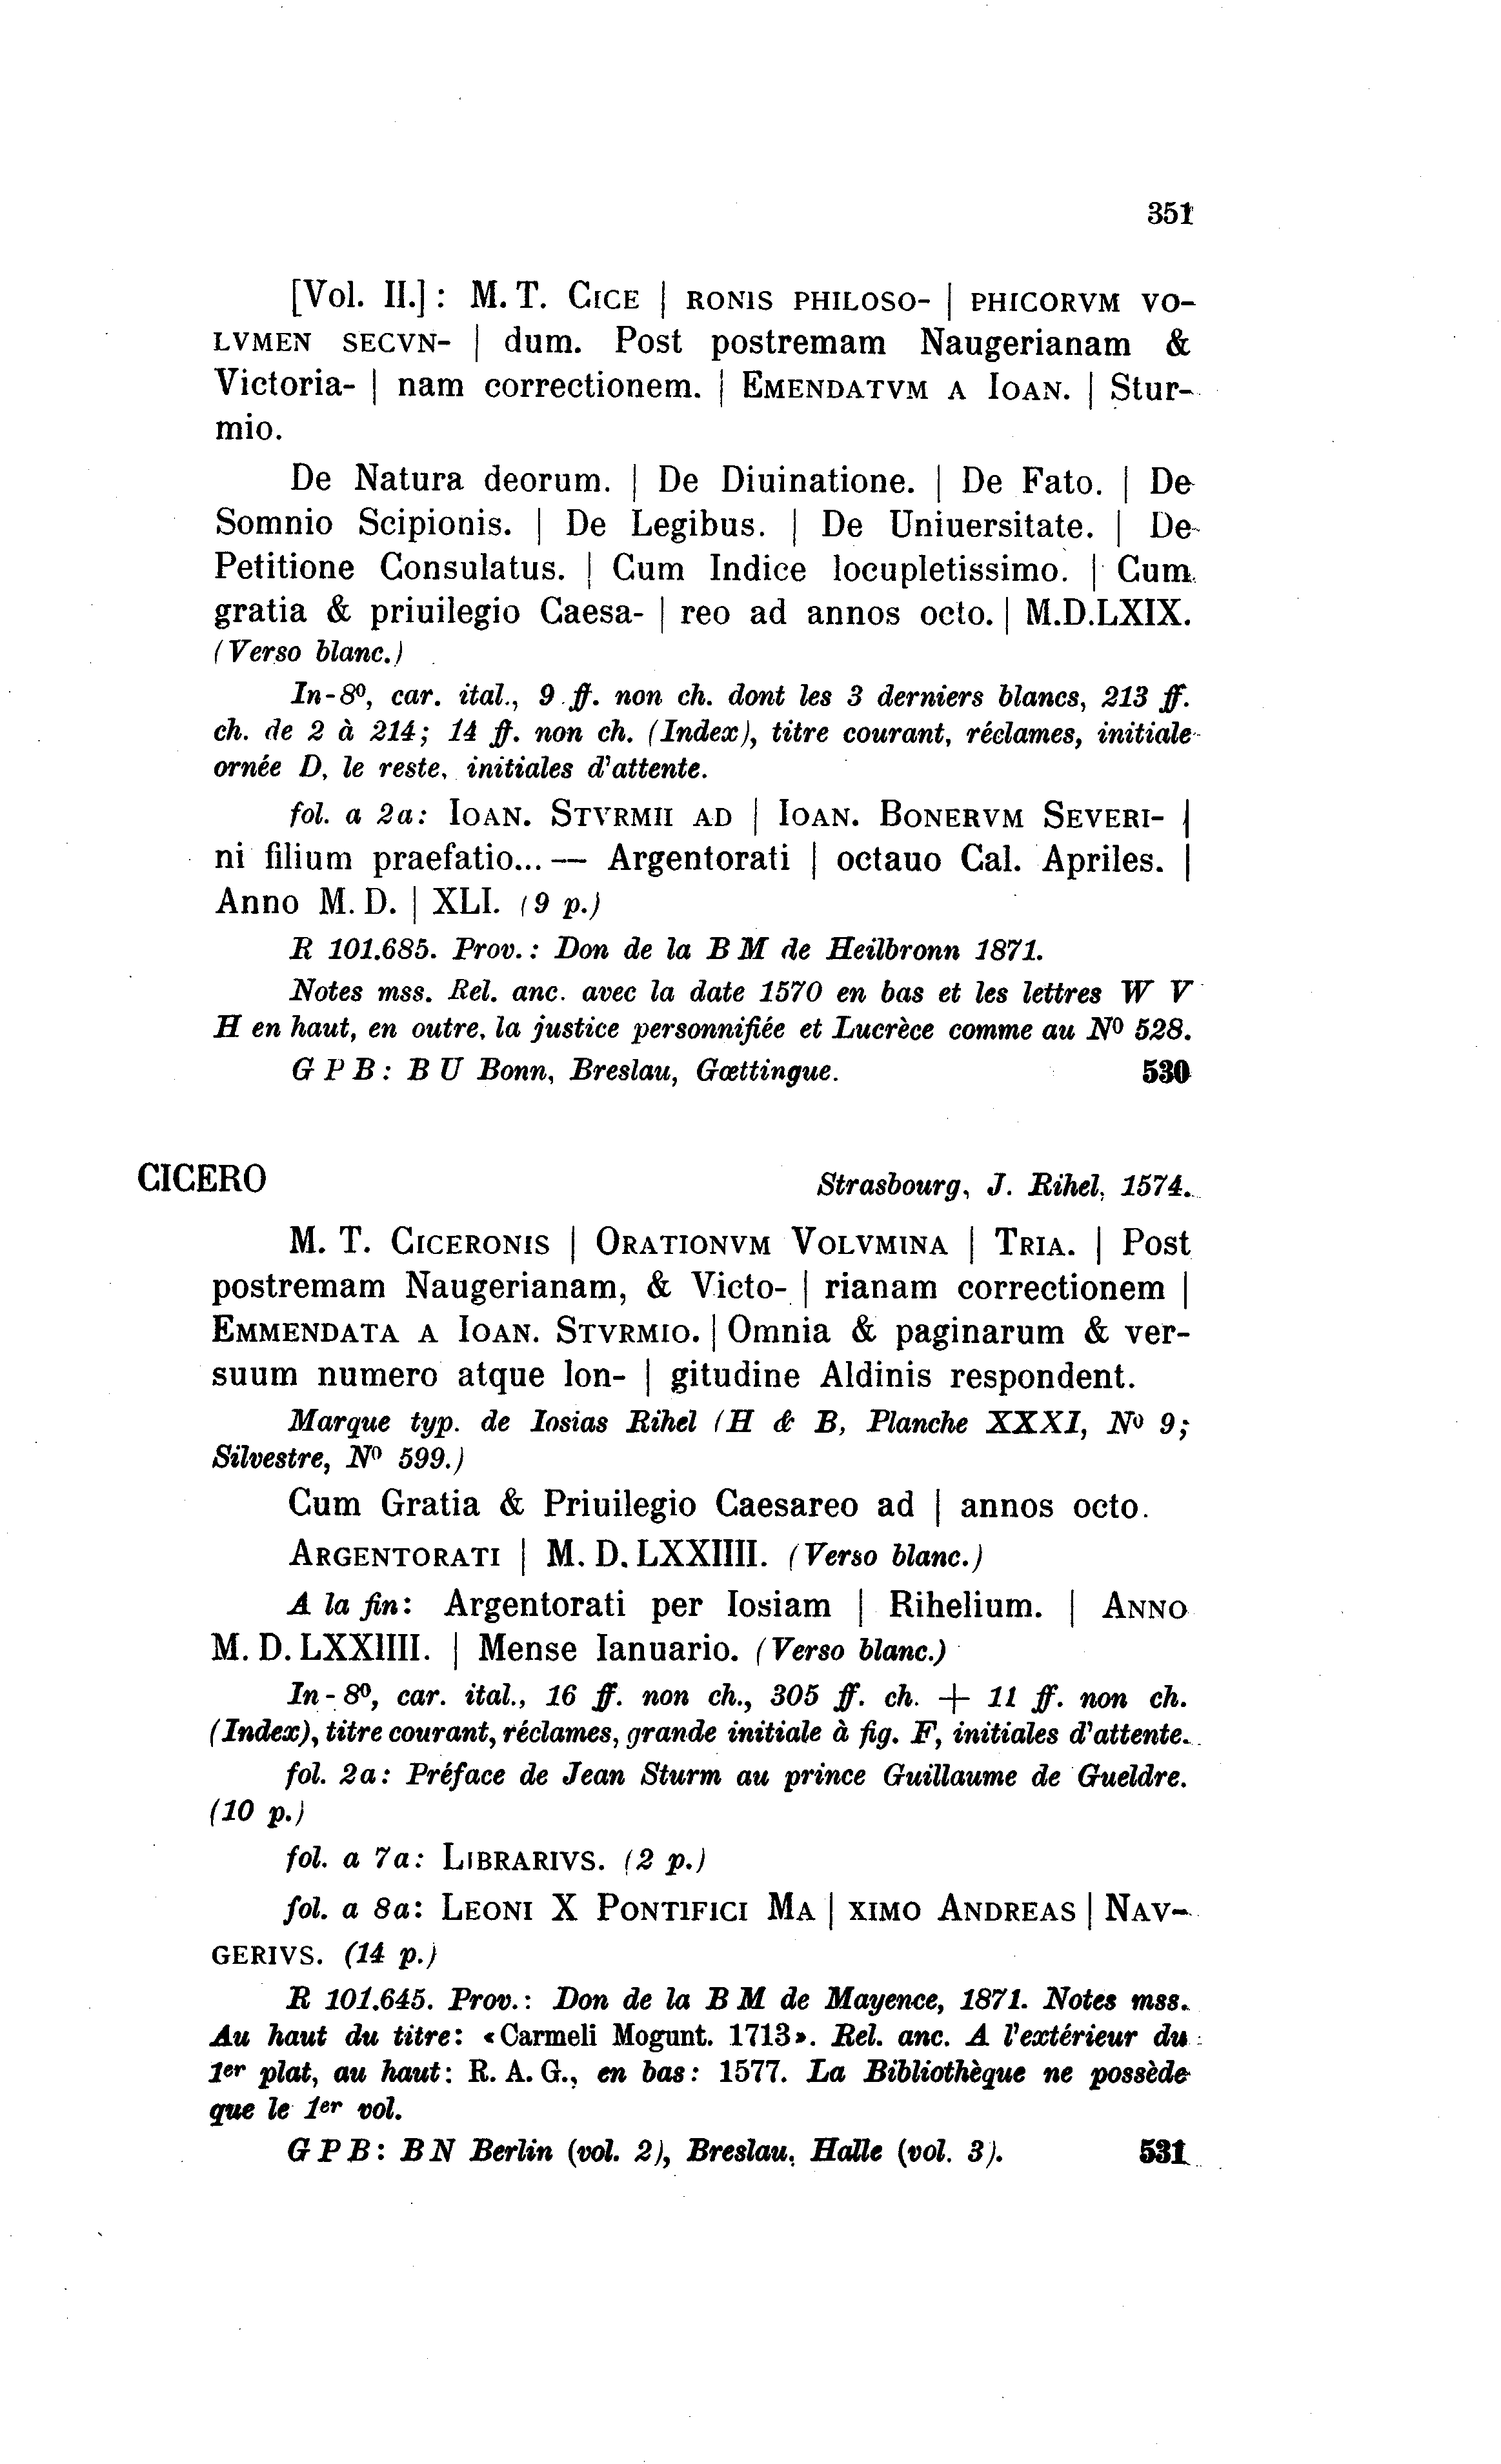 351
[Vol. II.] : M. T. CICE | RONIS PHILOSO- | PHICORVM VO-
LVMEN SECVN- | dum. Post postremam Naugerianam &
Victoria- | nam correctionem. | EMENDATVM A IOAN. | Stur-
mio.
De Natura deorum. | De Diuinatione. | De Fato. | De
Somnio Scipionis. | De Legibus. | De Uniuersitate. | De
Petitione Consulatus. | Cum Indice locupletissimo. | Cum
gratia & priuilegio Caesa- | reo ad annos octo. | M.D.LXIX.
(Verso blanc.)
In-8º, car. ital., 9 ff. non ch. dont les 3 derniers blancs, 213 ff.
ch. de 2 à 214; 14 ff. non ch. (Index), titre courant, réclames, initiale
ornée D, le reste, initiales d'attente.
fol. a 2a: IOAN. STVRMII AD | IOAN. BONERVM SEVERI- |
ni filium praefatio... — Argentorati | octauo Cal. Apriles. |
Anno M. D. | XLI. (9 p.)
R 101.685. Prov. : Don de la B M de Heilbronn 1871.
Notes mss. Rel. anc. avec la date 1570 en bas et les lettres W V
H en haut, en outre, la justice personnifiée et Lucrèce comme au Nº 528.
G P B : B U Bonn, Breslau, Gœttingue. 530
CICERO Strasbourg, J. Rihel, 1574.
M. T. CICERONIS | ORATIONVM VOLVMINA | TRIA. | Post
postremam Naugerianam, & Victo- | rianam correctionem |
EMMENDATA A IOAN. STVRMIO. | Omnia & paginarum & ver-
suum numero atque lon- | gitudine Aldinis respondent.
Marque typ. de Iosias Rihel (H & B, Planche XXXI, Nº 9;
Silvestre, Nº 599.)
Cum Gratia & Priuilegio Caesareo ad | annos octo.
ARGENTORATI | M. D. LXXIIII. (Verso blanc.)
A la fin: Argentorati per Iosiam | Rihelium. | ANNO
M. D. LXXIIII. | Mense Ianuario. (Verso blanc.)
In-8º, car. ital., 16 ff. non ch., 305 ff. ch. + 11 ff. non ch.
(Index), titre courant, réclames, grande initiale à fig. F, initiales d'attente.
fol. 2a: Préface de Jean Sturm au prince Guillaume de Gueldre.
(10 p.)
fol. a 7a: LIBRARIVS. (2 p.)
fol. a 8a: LEONI X PONTIFICI MA | XIMO ANDREAS | NAV-
GERIVS. (14 p.)
R 101.645. Prov. : Don de la B M de Mayence, 1871. Notes mss.
Au haut du titre: «Carmeli Mogunt. 1713». Rel. anc. A l'extérieur du
1er plat, au haut: R. A. G., en bas: 1577. La Bibliothèque ne possède
que le 1er vol.
G P B: B N Berlin (vol. 2), Breslau, Halle (vol. 3). 531